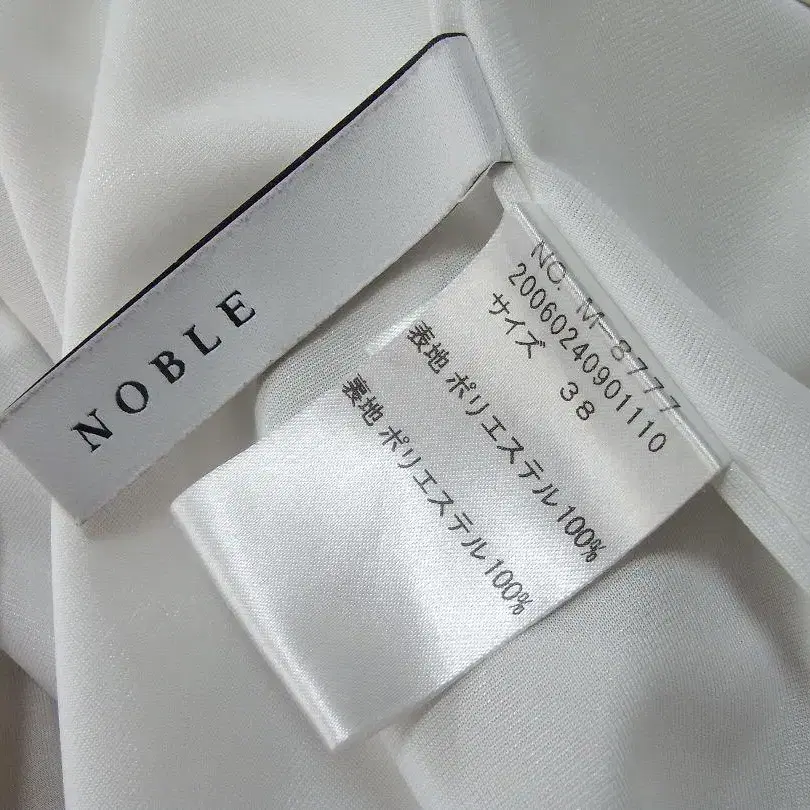 NOBLE
NO. M-8777
20060240901110
サイズ 38
表地 ポリエステル100%
裏地 ポリエステル100%